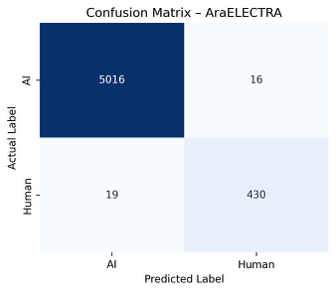 Confusion Matrix – AraELECTRA
Actual Label
AI
5016
16
Human
19
430
AI
Human
Predicted Label